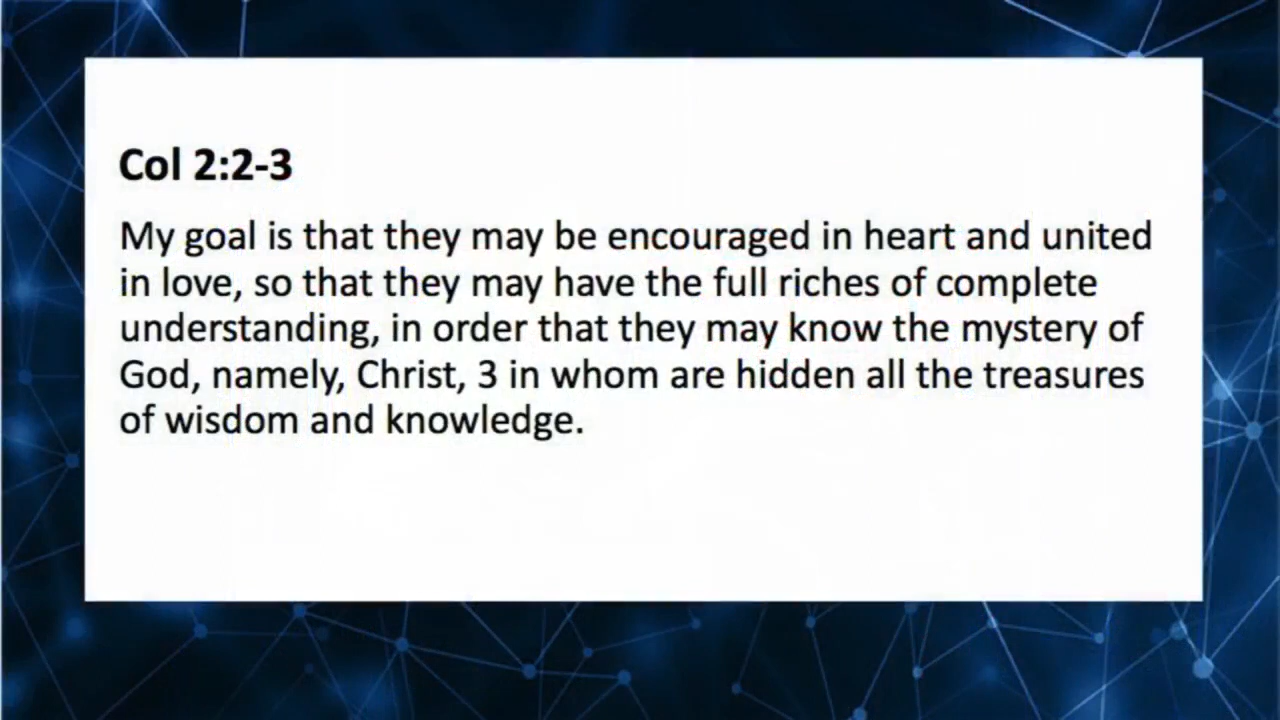 Col 2:2-3
My goal is that they may be encouraged in heart and united
in love, so that they may have the full riches of complete
understanding, in order that they may know the mystery of
God, namely, Christ, 3 in whom are hidden all the treasures
of wisdom and knowledge.